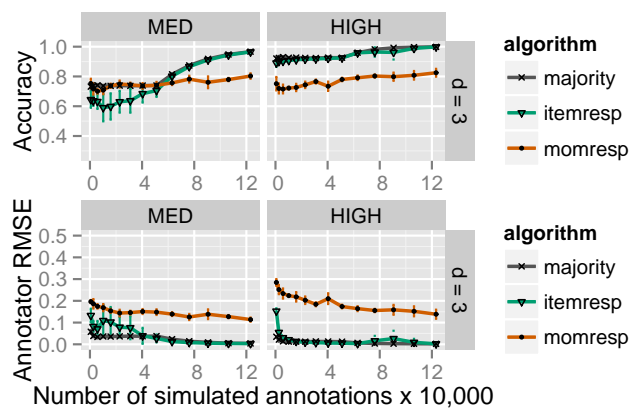 MED HIGH
algorithm
majority
itemresp
momresp
Accuracy
1.0
0.8
0.6
0.4
d = 3
0 4 8 12 0 4 8 12
MED HIGH
algorithm
majority
itemresp
momresp
Annotator RMSE
0.5
0.4
0.3
0.2
0.1
0.0
d = 3
0 4 8 12 0 4 8 12
Number of simulated annotations x 10,000